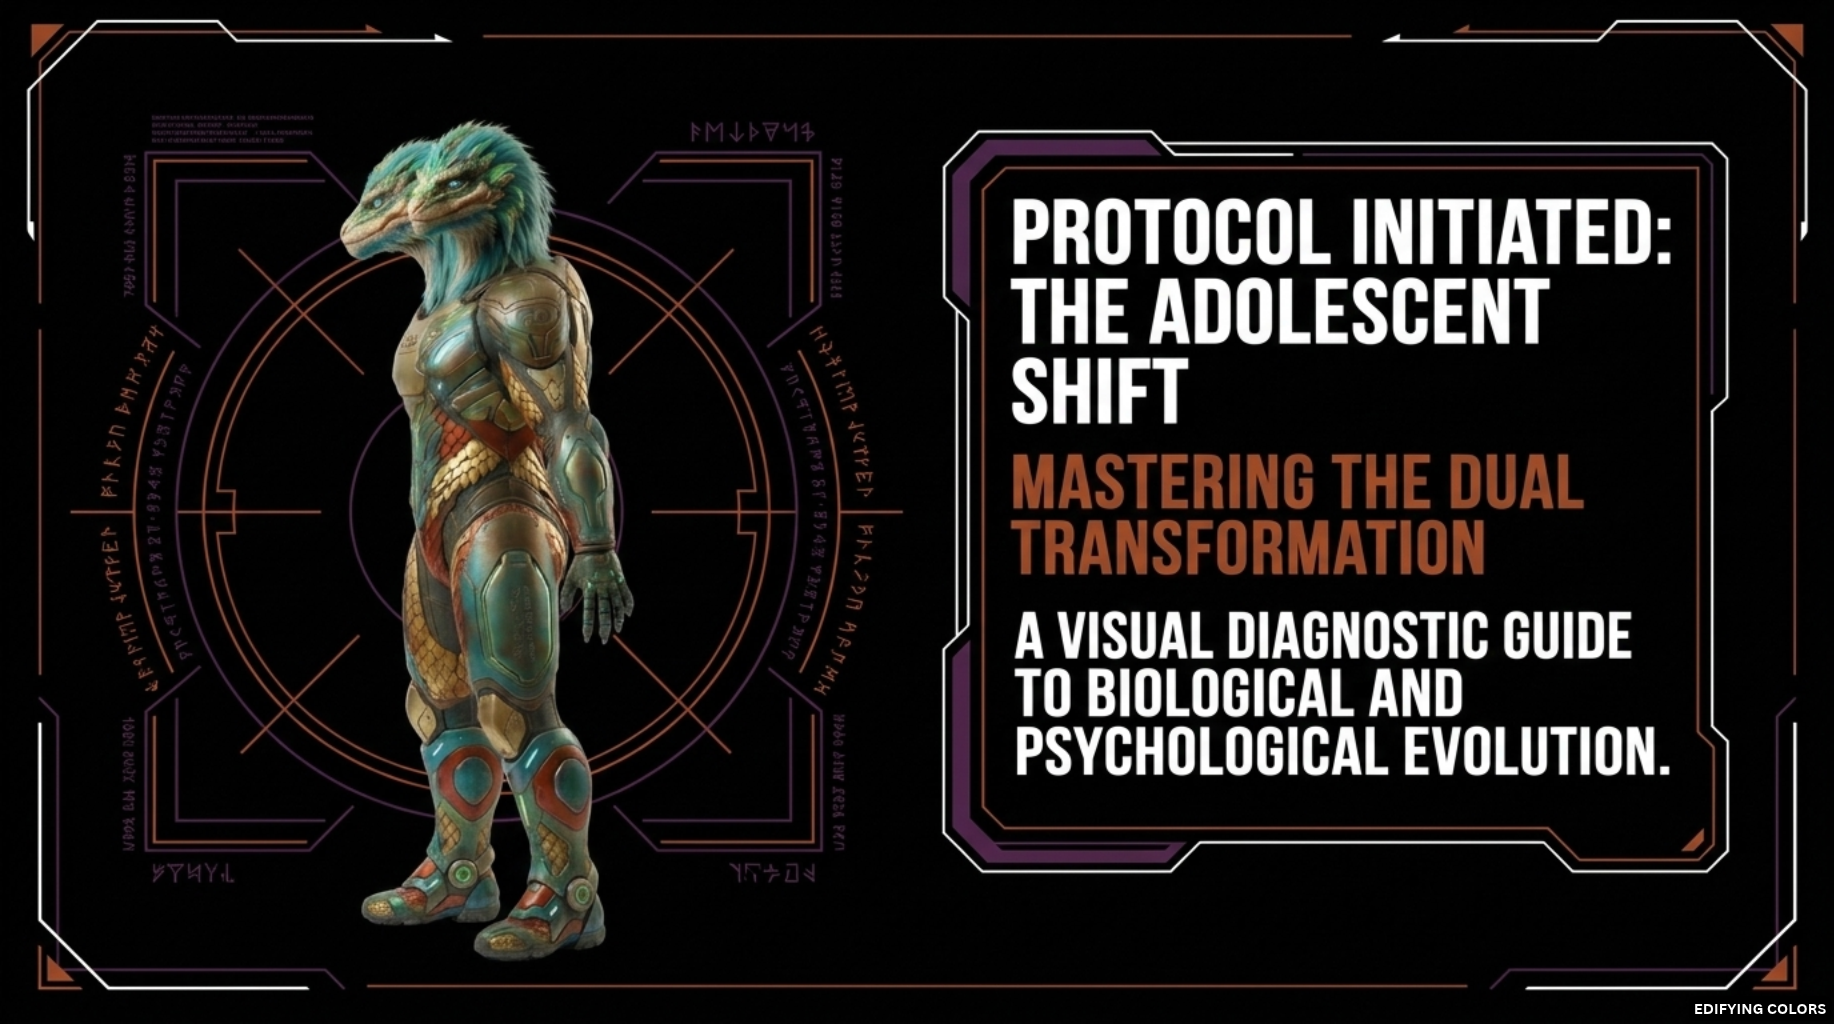 PROTOCOL INITIATED:
THE ADOLESCENT
SHIFT
MASTERING THE DUAL
TRANSFORMATION
A VISUAL DIAGNOSTIC GUIDE
TO BIOLOGICAL AND
PSYCHOLOGICAL EVOLUTION.
EDIFYING COLORS